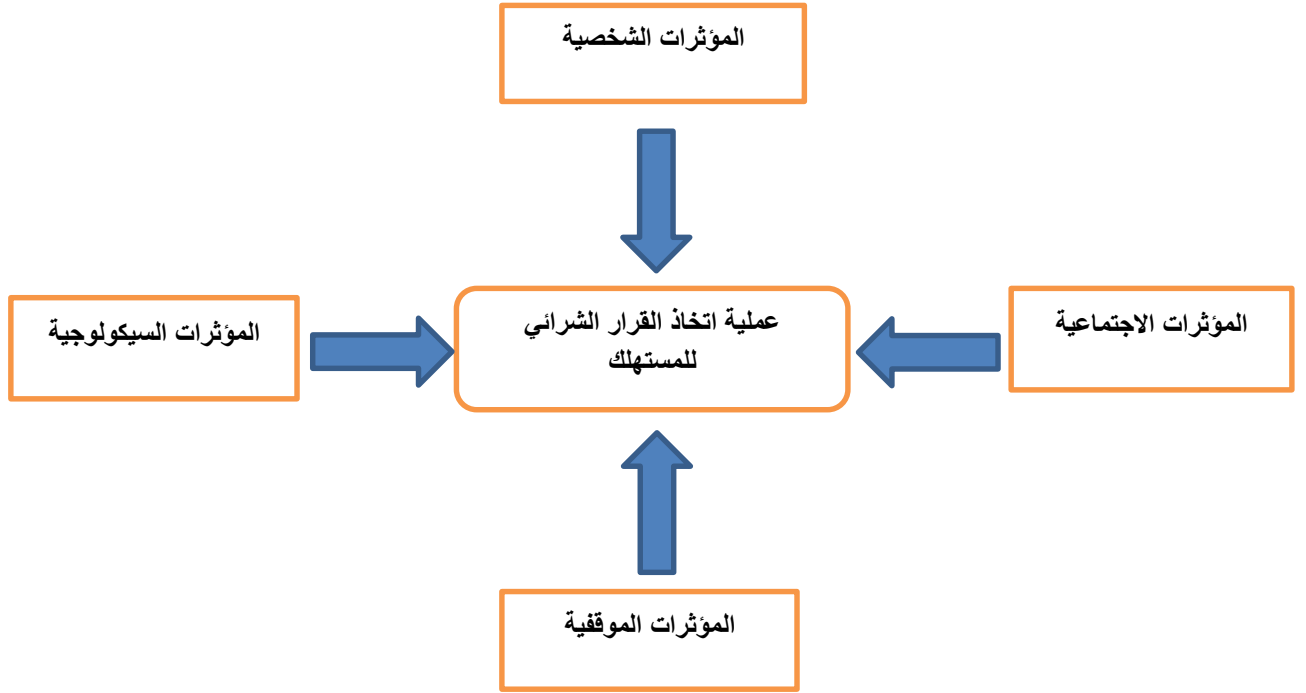 المؤثرات الشخصية
المؤثرات الاجتماعية
عملية اتخاذ القرار الشرائي
للمستهلك
المؤثرات السيكولوجية
المؤثرات الموقفية